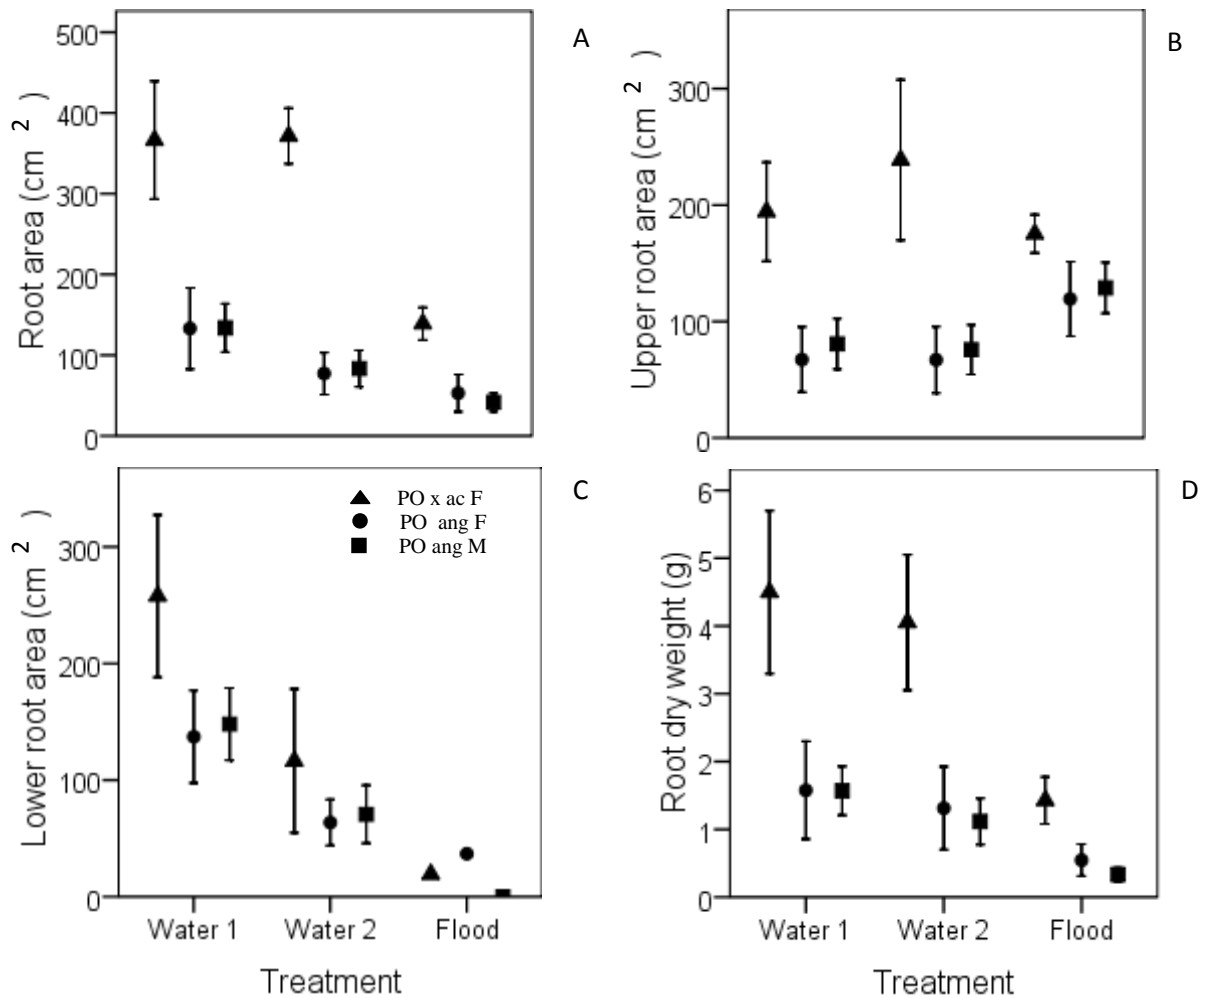 A
Root area (cm 2 )
500
400
300
200
100
0
B
Upper root area (cm 2 )
300
200
100
0
C
Lower root area (cm 2 )
300
200
100
0
PO x ac F
PO ang F
PO ang M
Water 1 Water 2 Flood
Treatment
D
Root dry weight (g)
6
5
4
3
2
1
0
Water 1 Water 2 Flood
Treatment